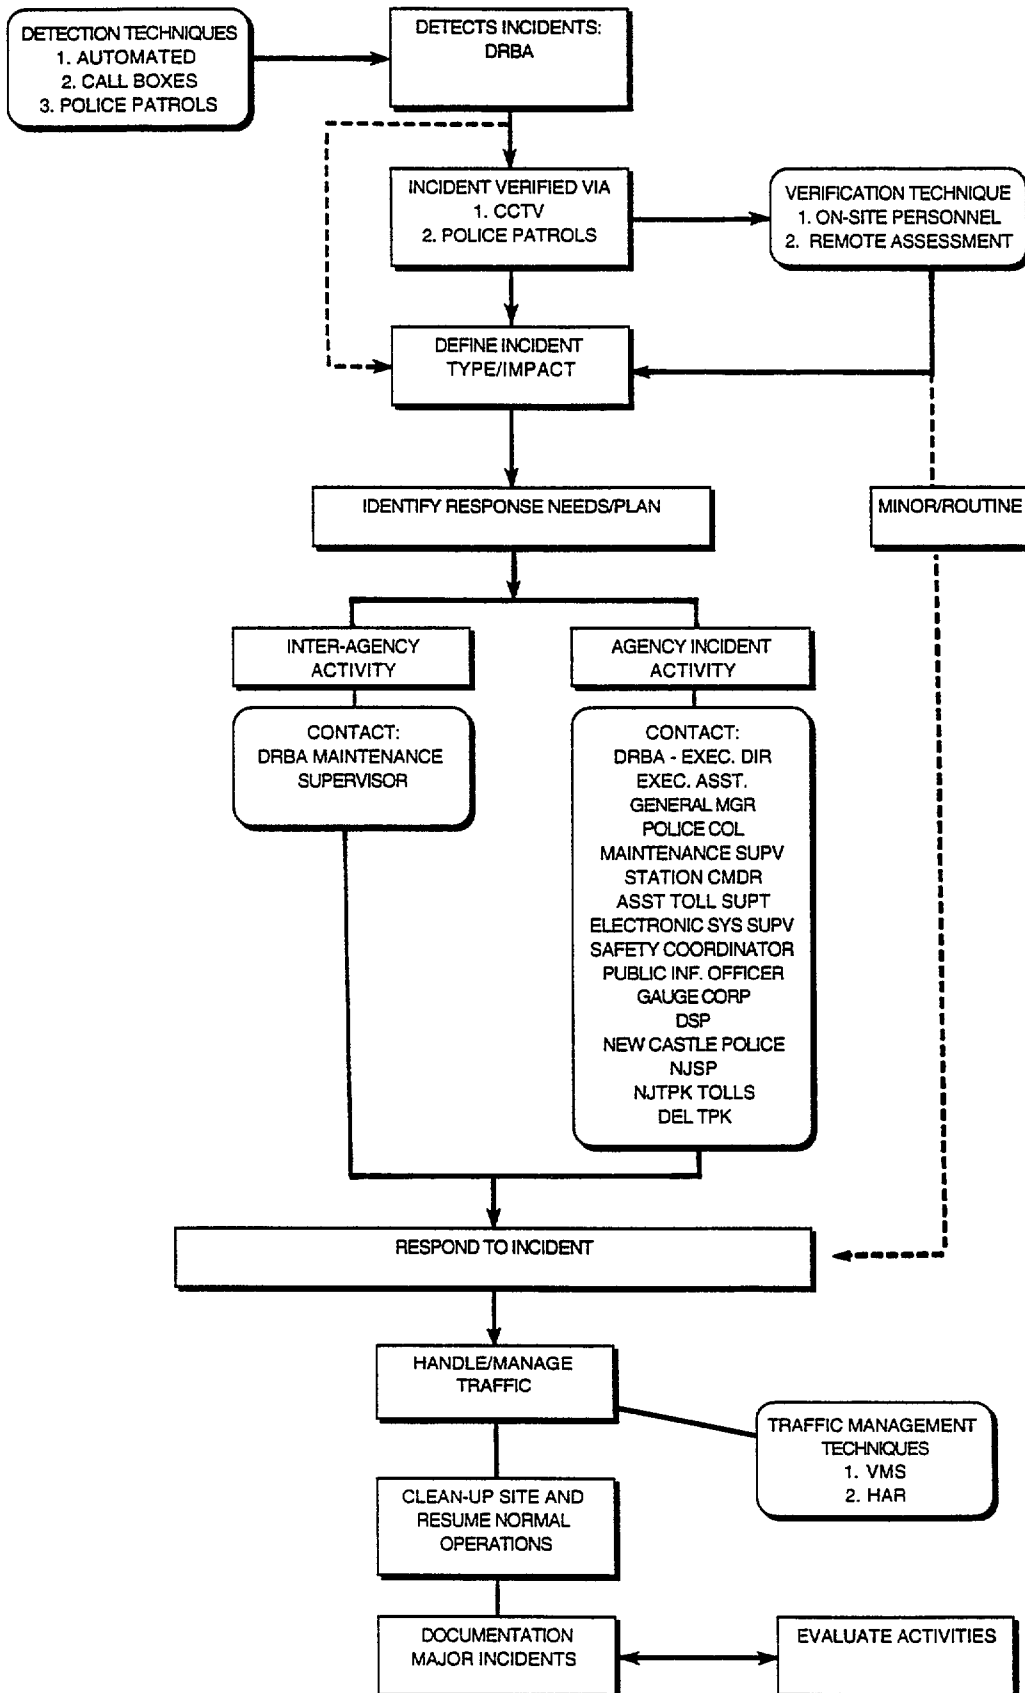 DETECTION TECHNIQUES
1. AUTOMATED
2. CALL BOXES
3. POLICE PATROLS
DETECTS INCIDENTS:
DRBA
INCIDENT VERIFIED VIA
1. CCTV
2. POLICE PATROLS
VERIFICATION TECHNIQUE
1. ON-SITE PERSONNEL
2. REMOTE ASSESSMENT
DEFINE INCIDENT
TYPE/IMPACT
IDENTIFY RESPONSE NEEDS/PLAN
MINOR/ROUTINE
INTER-AGENCY
ACTIVITY
AGENCY INCIDENT
ACTIVITY
CONTACT:
DRBA MAINTENANCE
SUPERVISOR
CONTACT:
DRBA - EXEC. DIR
EXEC. ASST.
GENERAL MGR
POLICE COL
MAINTENANCE SUPV
STATION CMDR
ASST TOLL SUPT
ELECTRONIC SYS SUPV
SAFETY COORDINATOR
PUBLIC INF. OFFICER
GAUGE CORP
DSP
NEW CASTLE POLICE
NJSP
NJTPK TOLLS
DEL TPK
RESPOND TO INCIDENT
HANDLE/MANAGE
TRAFFIC
TRAFFIC MANAGEMENT
TECHNIQUES
1. VMS
2. HAR
CLEAN-UP SITE AND
RESUME NORMAL
OPERATIONS
DOCUMENTATION
MAJOR INCIDENTS
EVALUATE ACTIVITIES